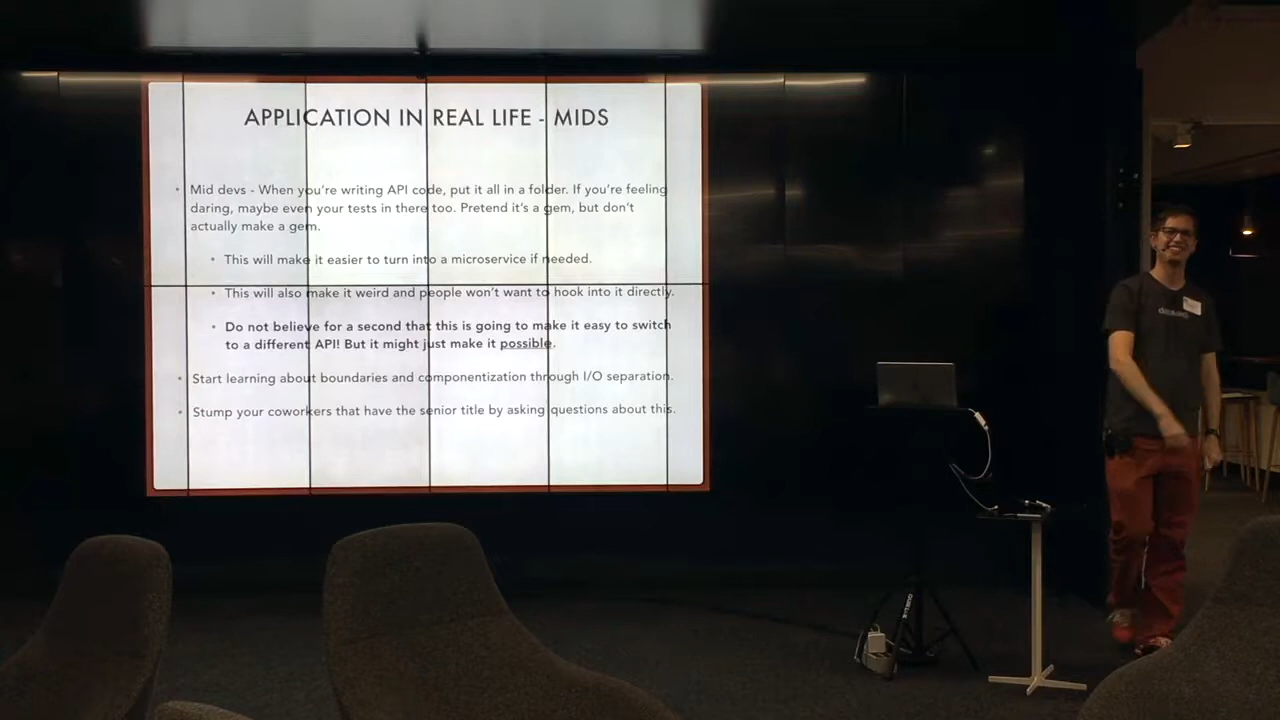 APPLICATION IN REAL LIFE - MIDS
Mid devs - When you're writing API code, put it all in a folder. If you're feeling
daring, maybe even your tests in there too. Pretend it's a gem, but don't
actually make a gem.
This will make it easier to turn into a microservice if needed.
This will also make it weird and people won't want to hook into it directly.
Do not believe for a second that this is going to make it easy to switch
to a different API! But it might just make it possible.
Start learning about boundaries and componentization through I/O separation.
Stump your coworkers that have the senior title by asking questions about this.